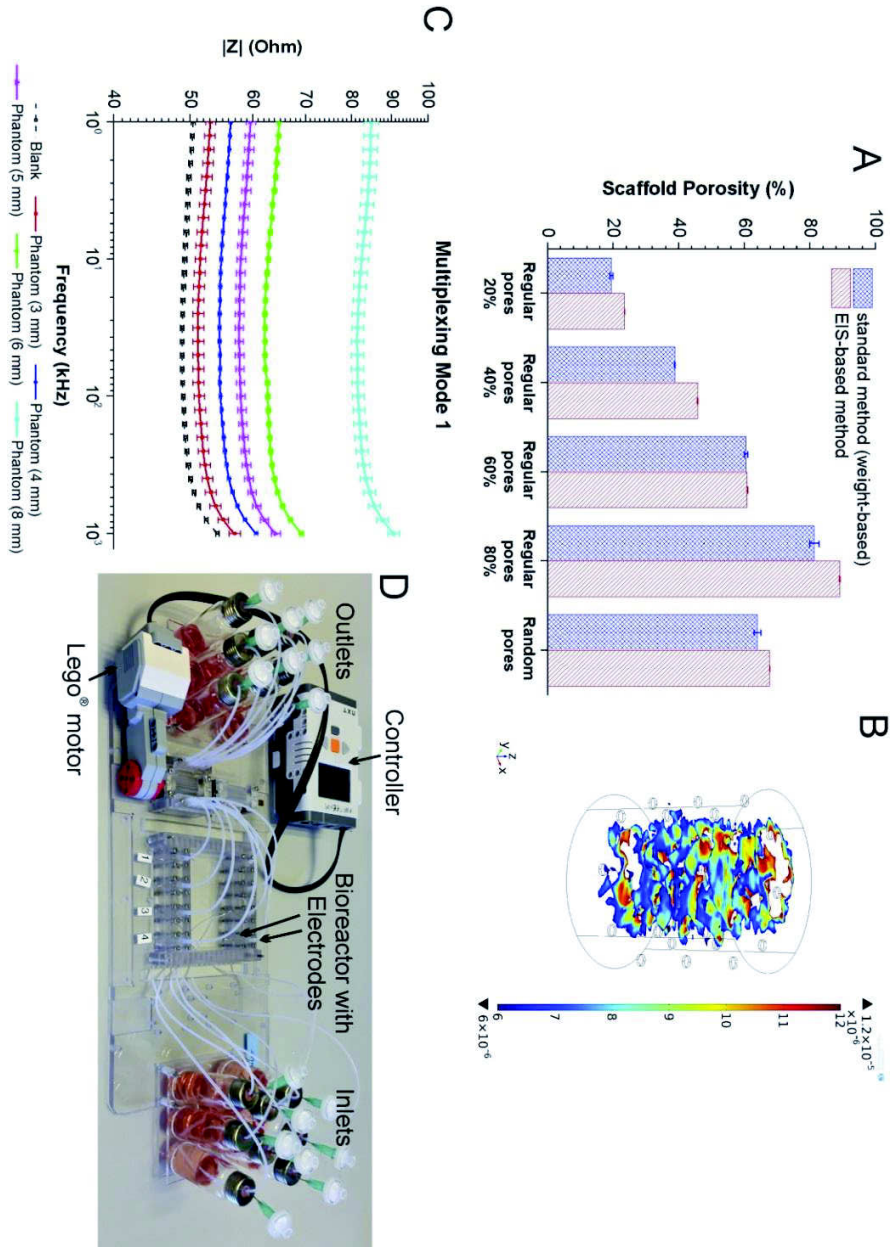 A
Scaffold Porosity (%)
100
80
60
40
20
0
standard method (weight-based)
EIS-based method
Regular pores 20%
Regular pores 40%
Regular pores 60%
Regular pores 80%
Random pores
B
y z x
▲ 1.2×10⁻⁵
×10⁻⁶
12
11
10
9
8
7
6
▼ 6×10⁻⁶
C
Multiplexing Mode 1
|Z| (Ohm)
100
90
80
70
60
50
40
10⁰
10¹
10²
10³
Frequency (kHz)
Blank
Phantom (3 mm)
Phantom (4 mm)
Phantom (5 mm)
Phantom (6 mm)
Phantom (8 mm)
D
Outlets
Controller
Bioreactor with Electrodes
Inlets
Lego® motor
1
2
3
4